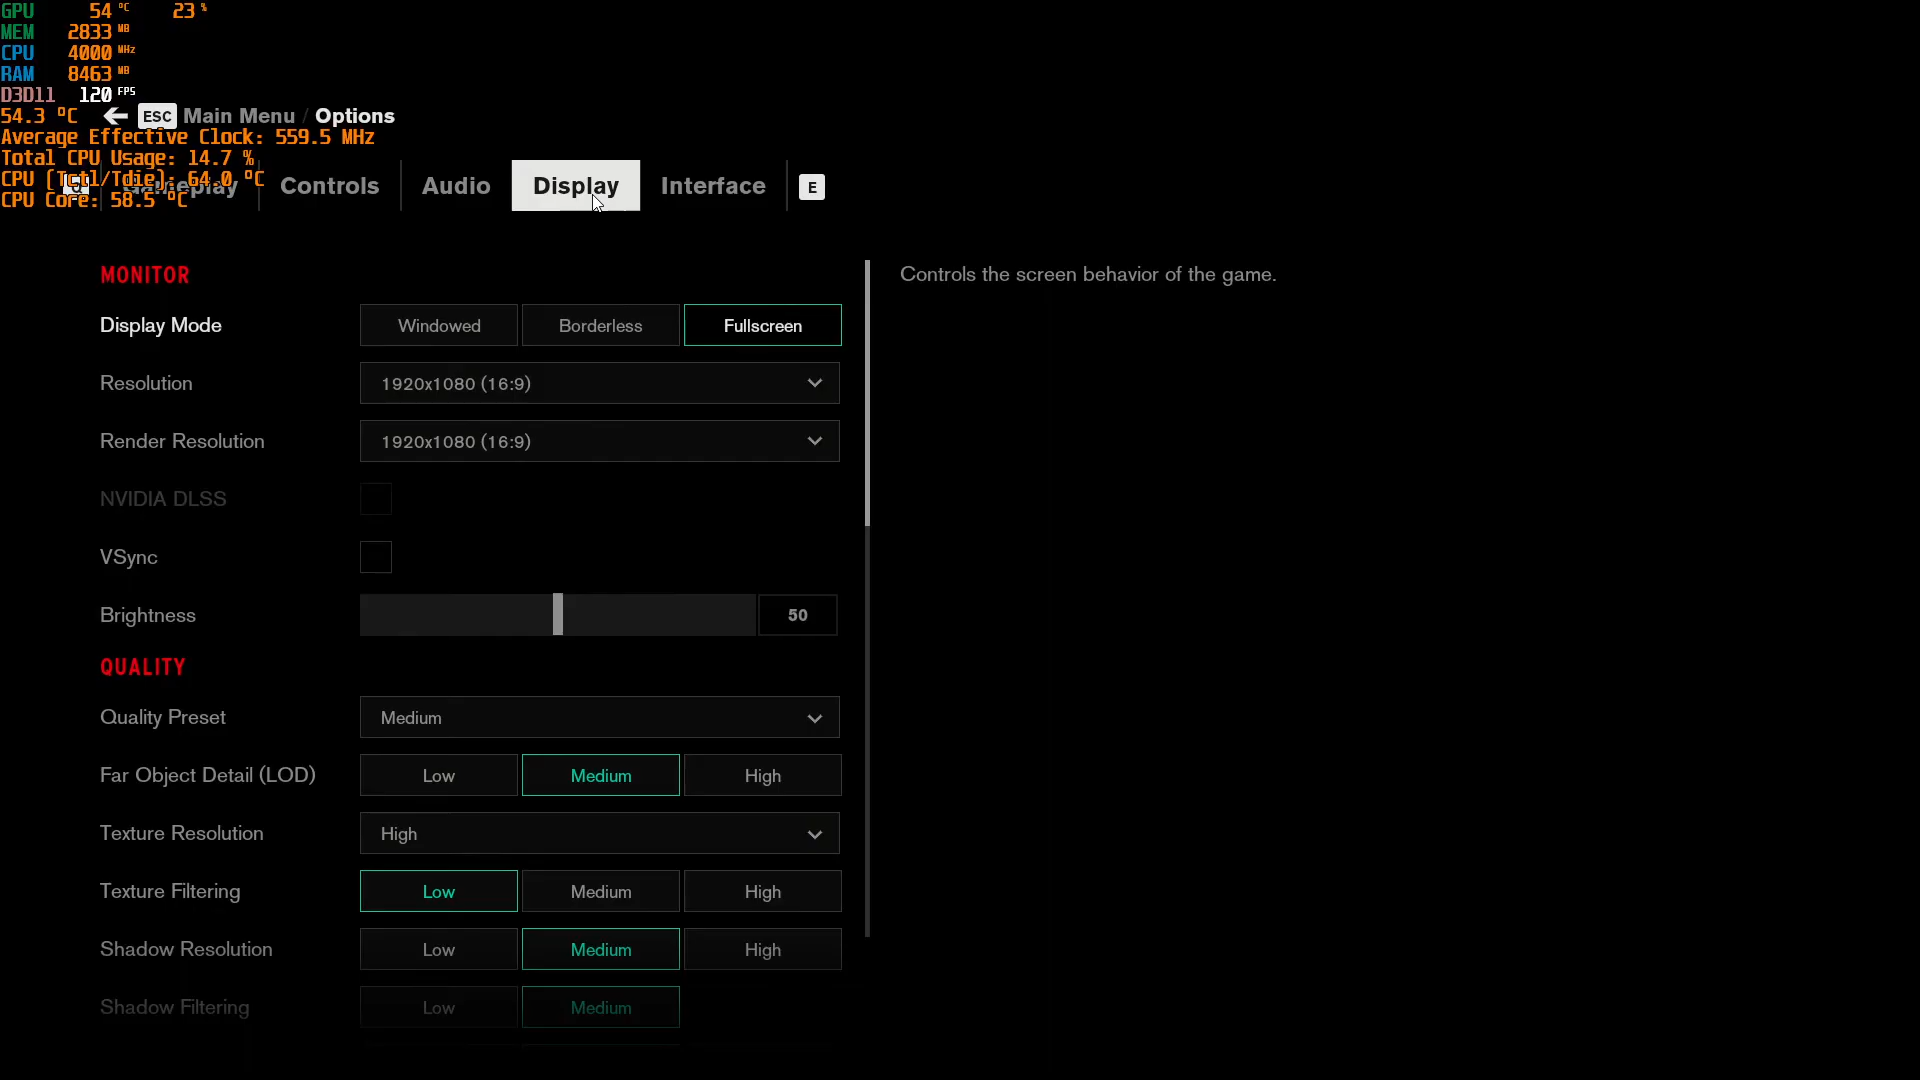 GPU 54 °C 23 %
MEM 2833 MB
CPU 4000 MHz
RAM 8463 MB
D3D11 120 FPS
54.3 °C
ESC Main Menu / Options
Average Effective Clock: 559.5 MHz
Total CPU Usage: 14.7 %
CPU [Tctl/Tdie]: 64.0 °C
CPU Core: 58.5 °C
Q Gameplay Controls Audio Display Interface E
MONITOR
Controls the screen behavior of the game.
Display Mode Windowed Borderless Fullscreen
Resolution 1920x1080 (16:9)
Render Resolution 1920x1080 (16:9)
NVIDIA DLSS
VSync
Brightness 50
QUALITY
Quality Preset Medium
Far Object Detail (LOD) Low Medium High
Texture Resolution High
Texture Filtering Low Medium High
Shadow Resolution Low Medium High
Shadow Filtering Low Medium